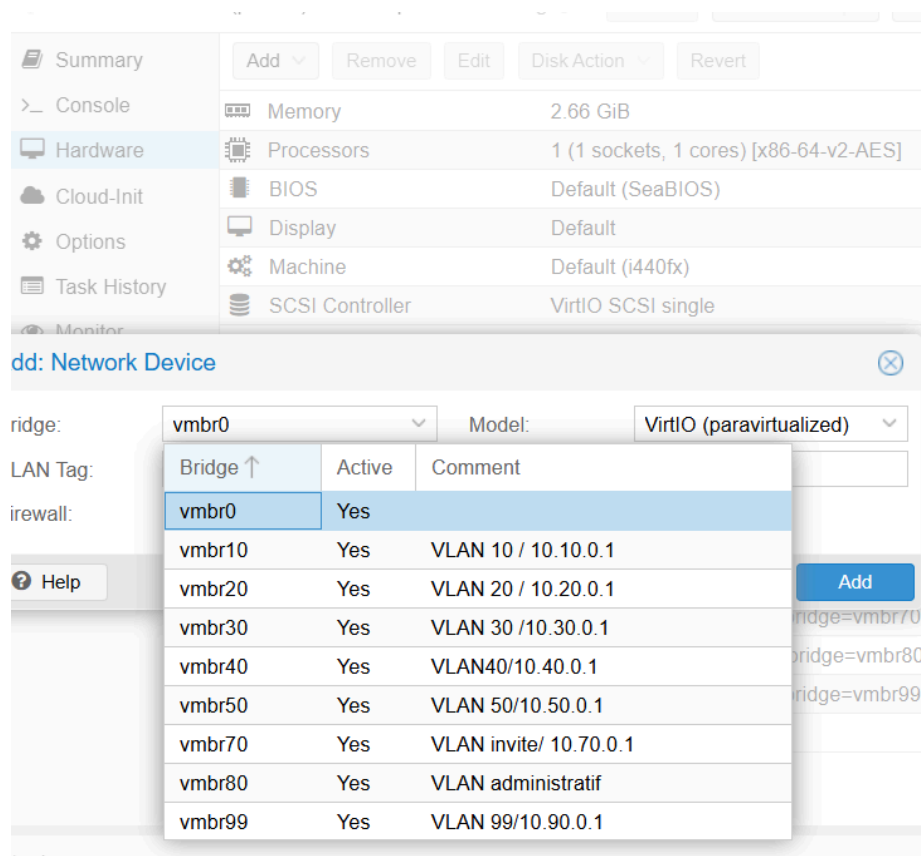 Summary
Add Remove Edit Disk Action Revert
>_ Console
Memory 2.66 GiB
Hardware
Processors 1 (1 sockets, 1 cores) [x86-64-v2-AES]
Cloud-Init
BIOS Default (SeaBIOS)
Options
Display Default
Machine Default (i440fx)
Task History
SCSI Controller VirtIO SCSI single
Monitor
dd: Network Device
ridge: vmbr0 Model: VirtIO (paravirtualized)
LAN Tag:
irewall:
Bridge ↑ Active Comment
vmbr0 Yes
vmbr10 Yes VLAN 10 / 10.10.0.1
vmbr20 Yes VLAN 20 / 10.20.0.1
vmbr30 Yes VLAN 30 /10.30.0.1
vmbr40 Yes VLAN40/10.40.0.1
vmbr50 Yes VLAN 50/10.50.0.1
vmbr70 Yes VLAN invite/ 10.70.0.1
vmbr80 Yes VLAN administratif
vmbr99 Yes VLAN 99/10.90.0.1
Help Add
ridge=vmbr70
bridge=vmbr80
bridge=vmbr99